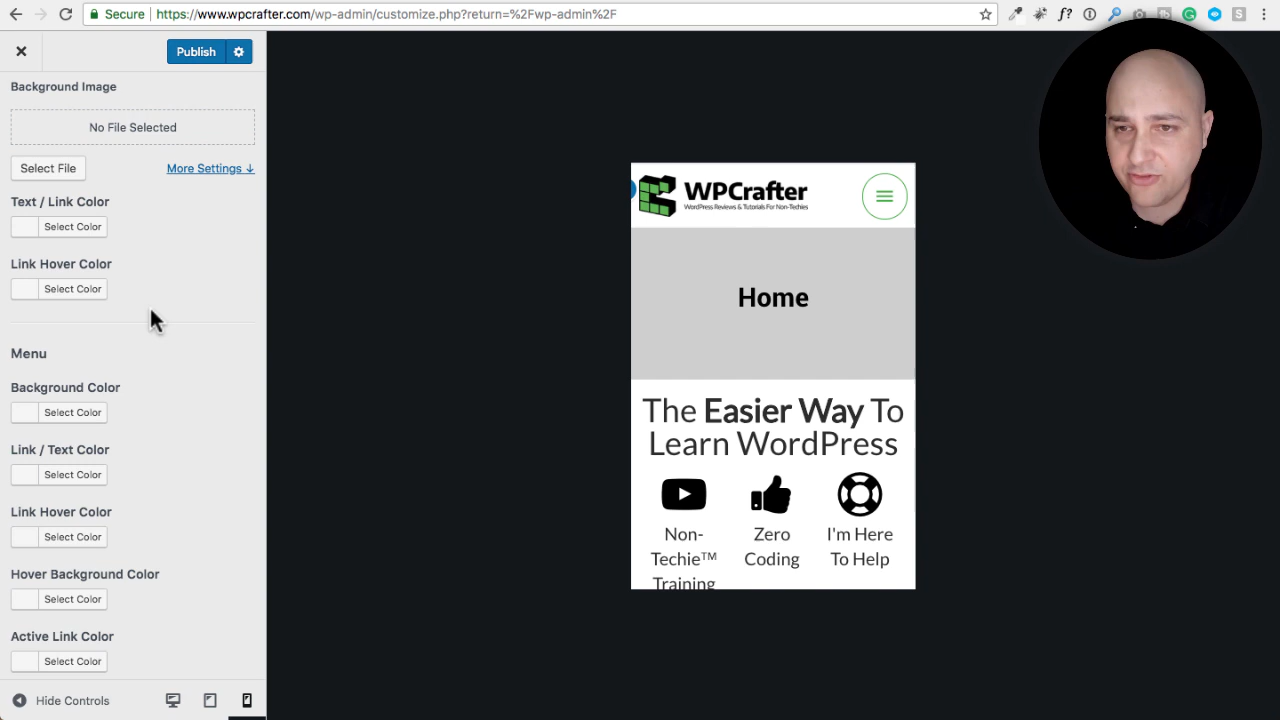 Secure
https://www.wpcrafter.com/wp-admin/customize.php?return=%2Fwp-admin%2F
f?
S
Publish
Background Image
No File Selected
Select File
More Settings ↓
Text / Link Color
Select Color
Link Hover Color
Select Color
Menu
Background Color
Select Color
Link / Text Color
Select Color
Link Hover Color
Select Color
Hover Background Color
Select Color
Active Link Color
Select Color
Hide Controls
WPCrafter
WordPress Reviews & Tutorials For Non-Techies
Home
The Easier Way To
Learn WordPress
Non-
Techie™
Training
Zero
Coding
I'm Here
To Help